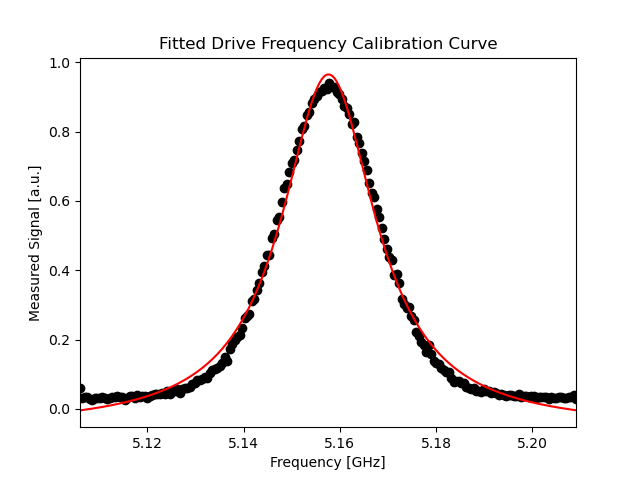 Fitted Drive Frequency Calibration Curve
Measured Signal [a.u.]
1.0
0.8
0.6
0.4
0.2
0.0
5.12 5.14 5.16 5.18 5.20
Frequency [GHz]